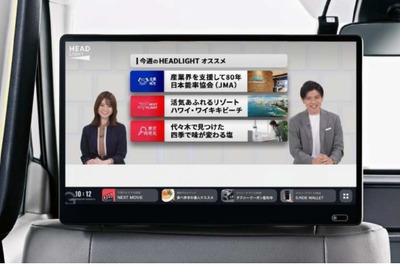 HEAD
LIGHT
今週のHEADLIGHT オススメ
産業界を支援して80年
日本能率協会(JMA)
活気あふれるリゾート
ハワイ・ワイキキビーチ
代々木で見つけた
四季で味が変わる塩
10:12
NEXT MOVIE
S.RIDE WALLET